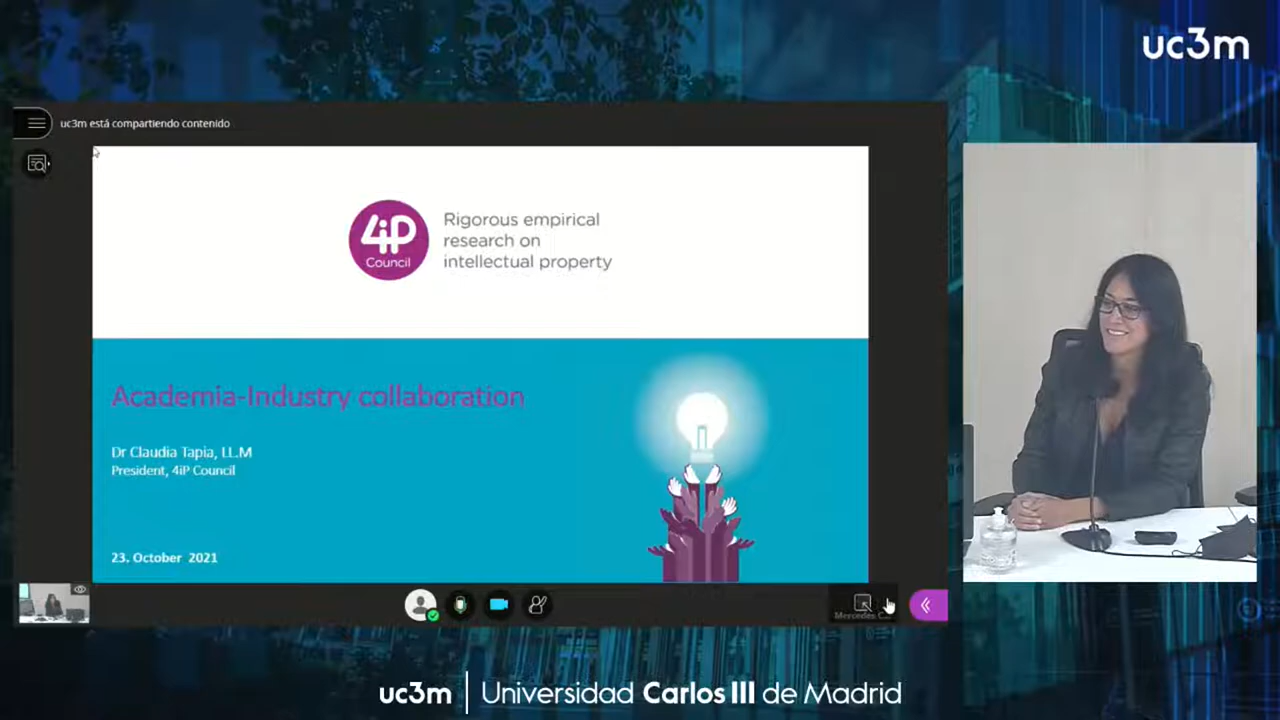 uc3m
uc3m está compartiendo contenido
4iP
Council
Rigorous empirical
research on
intellectual property
Academia-Industry collaboration
Dr Claudia Tapia, LL.M
President, 4iP Council
23. October 2021
Mercedes C...
uc3m | Universidad Carlos III de Madrid